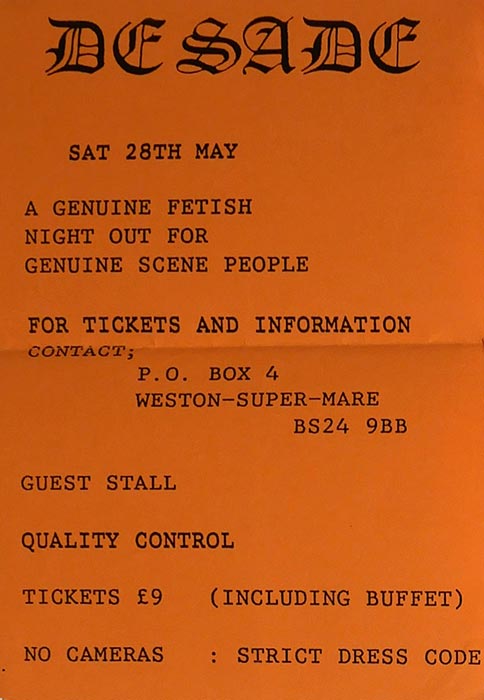 DE SADE
SAT 28TH MAY
A GENUINE FETISH
NIGHT OUT FOR
GENUINE SCENE PEOPLE
FOR TICKETS AND INFORMATION
CONTACT;
P.O. BOX 4
WESTON-SUPER-MARE
BS24 9BB
GUEST STALL
QUALITY CONTROL
TICKETS £9 (INCLUDING BUFFET)
NO CAMERAS : STRICT DRESS CODE